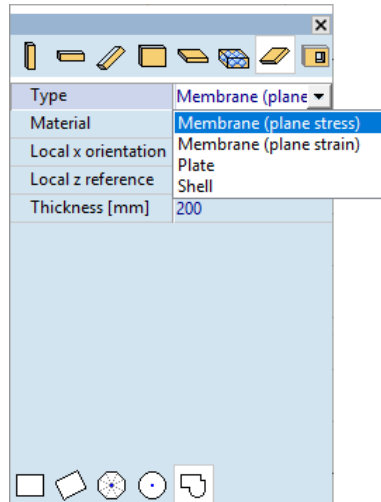 Type
Membrane (plane
Material
Membrane (plane stress)
Membrane (plane strain)
Plate
Shell
Local x orientation
Local z reference
Thickness [mm]
200